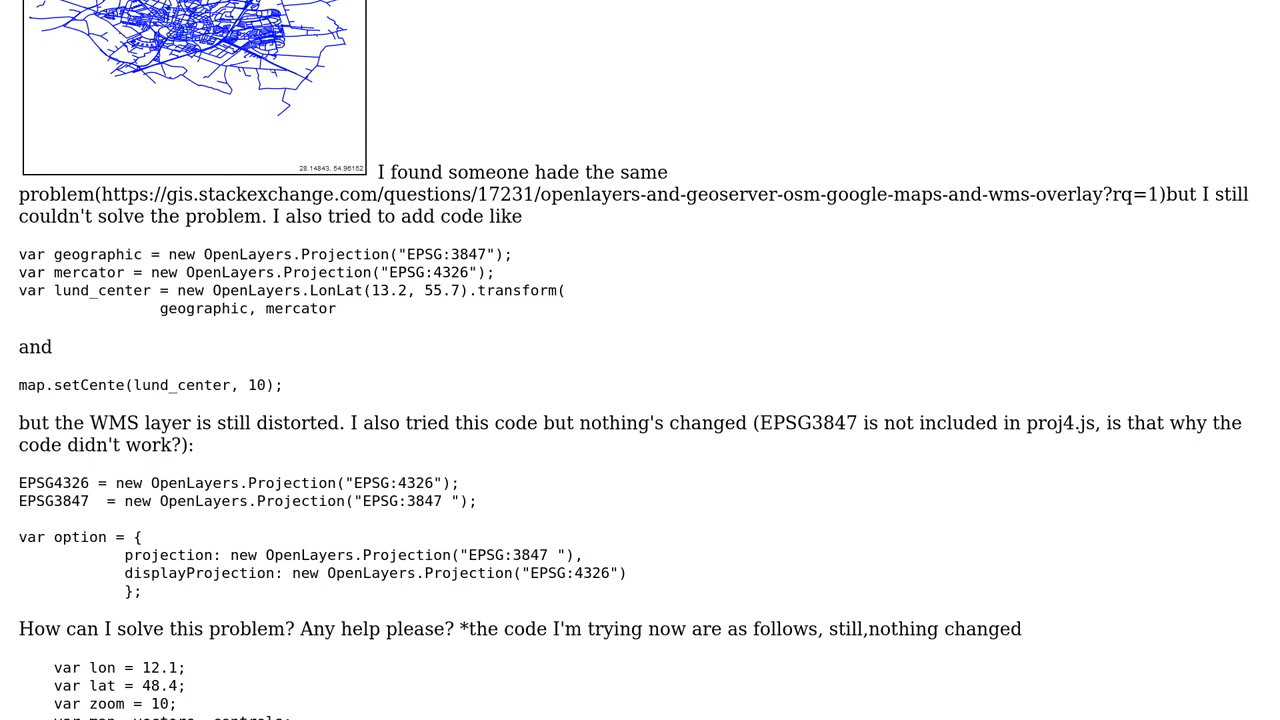 28.14843, 54.96152
I found someone hade the same
problem(https://gis.stackexchange.com/questions/17231/openlayers-and-geoserver-osm-google-maps-and-wms-overlay?rq=1)but I still
couldn't solve the problem. I also tried to add code like
var geographic = new OpenLayers.Projection("EPSG:3847");
var mercator = new OpenLayers.Projection("EPSG:4326");
var lund_center = new OpenLayers.LonLat(13.2, 55.7).transform(
geographic, mercator
and
map.setCente(lund_center, 10);
but the WMS layer is still distorted. I also tried this code but nothing's changed (EPSG3847 is not included in proj4.js, is that why the
code didn't work?):
EPSG4326 = new OpenLayers.Projection("EPSG:4326");
EPSG3847  = new OpenLayers.Projection("EPSG:3847 ");
var option = {
projection: new OpenLayers.Projection("EPSG:3847 "),
displayProjection: new OpenLayers.Projection("EPSG:4326")
};
How can I solve this problem? Any help please? *the code I'm trying now are as follows, still,nothing changed
var lon = 12.1;
var lat = 48.4;
var zoom = 10;
var map, vectors, controls;